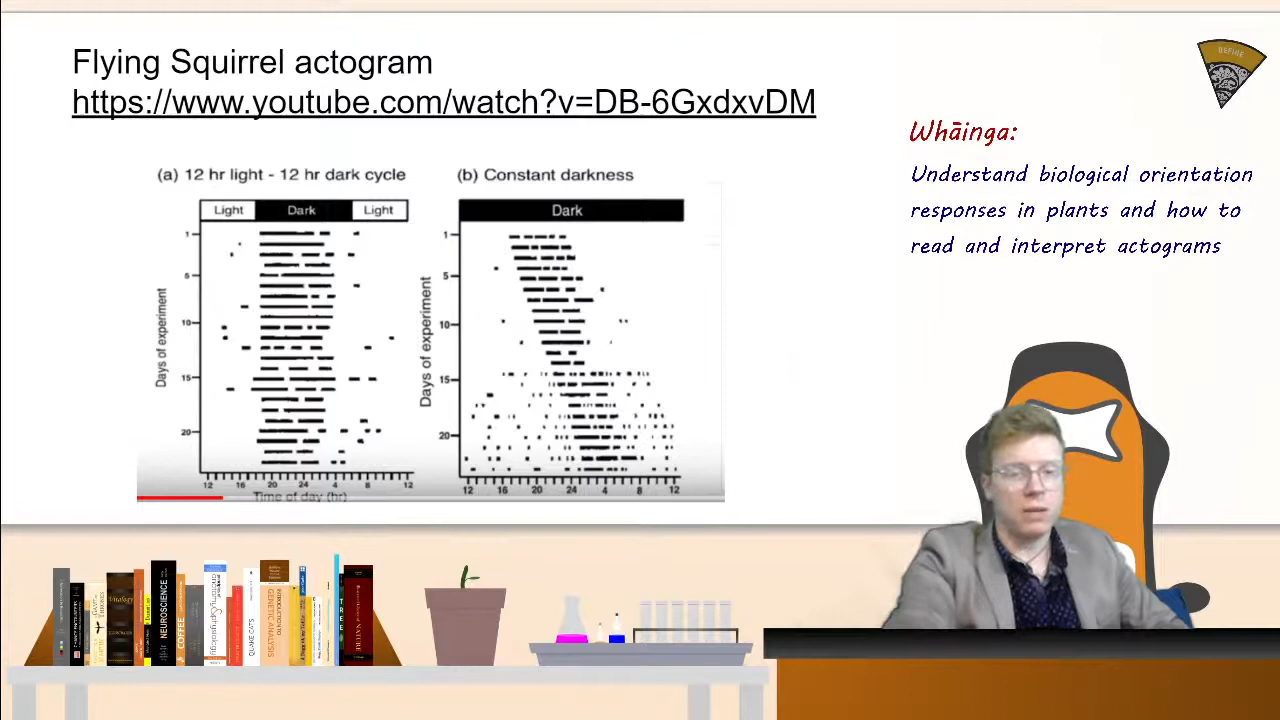 Flying Squirrel actogram
https://www.youtube.com/watch?v=DB-6GxdxvDM
DEFINE
Whāinga:
Understand biological orientation
responses in plants and how to
read and interpret actograms
(a) 12 hr light - 12 hr dark cycle
Light Dark Light
Days of experiment
1
5
10
15
20
12 16 20 24 4 8 12
Time of day (hr)
(b) Constant darkness
Dark
Days of experiment
1
5
10
15
20
12 16 20 24 4 8 12
NEUROSCIENCE
COFFEE
INTRODUCTION TO
GENETIC ANALYSIS
TREE
NATURE